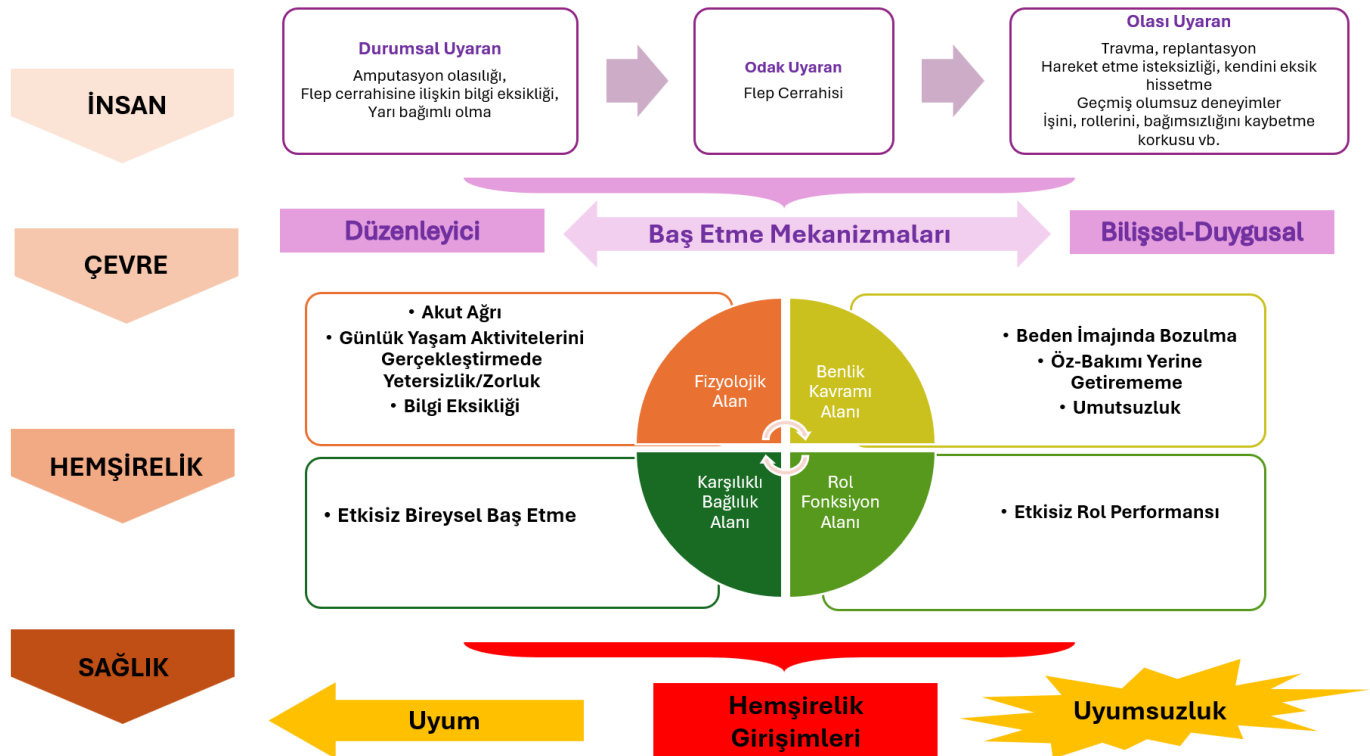 İNSAN
Durumsal Uyaran
Amputasyon olasılığı,
Flep cerrahisine ilişkin bilgi eksikliği,
Yarı bağımlı olma
Odak Uyaran
Flep Cerrahisi
Olası Uyaran
Travma, replantasyon
Hareket etme isteksizliği, kendini eksik
hissetme
Geçmiş olumsuz deneyimler
İşini, rollerini, bağımsızlığını kaybetme
korkusu vb.
ÇEVRE
Düzenleyici
Baş Etme Mekanizmaları
Bilişsel-Duygusal
• Akut Ağrı
• Günlük Yaşam Aktivitelerini
Gerçekleştirmede
Yetersizlik/Zorluk
• Bilgi Eksikliği
Fizyolojik
Alan
Benlik
Kavramı
Alanı
• Beden İmajında Bozulma
• Öz-Bakımı Yerine
Getirememe
• Umutsuzluk
HEMŞİRELİK
• Etkisiz Bireysel Baş Etme
Karşılıklı
Bağlılık
Alanı
Rol
Fonksiyon
Alanı
• Etkisiz Rol Performansı
SAĞLIK
Uyum
Hemşirelik
Girişimleri
Uyumsuzluk